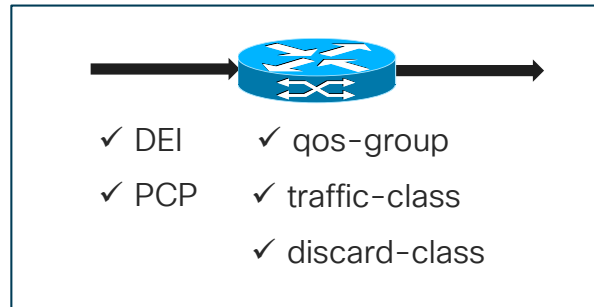 ✓ DEI
✓ PCP
✓ qos-group
✓ traffic-class
✓ discard-class